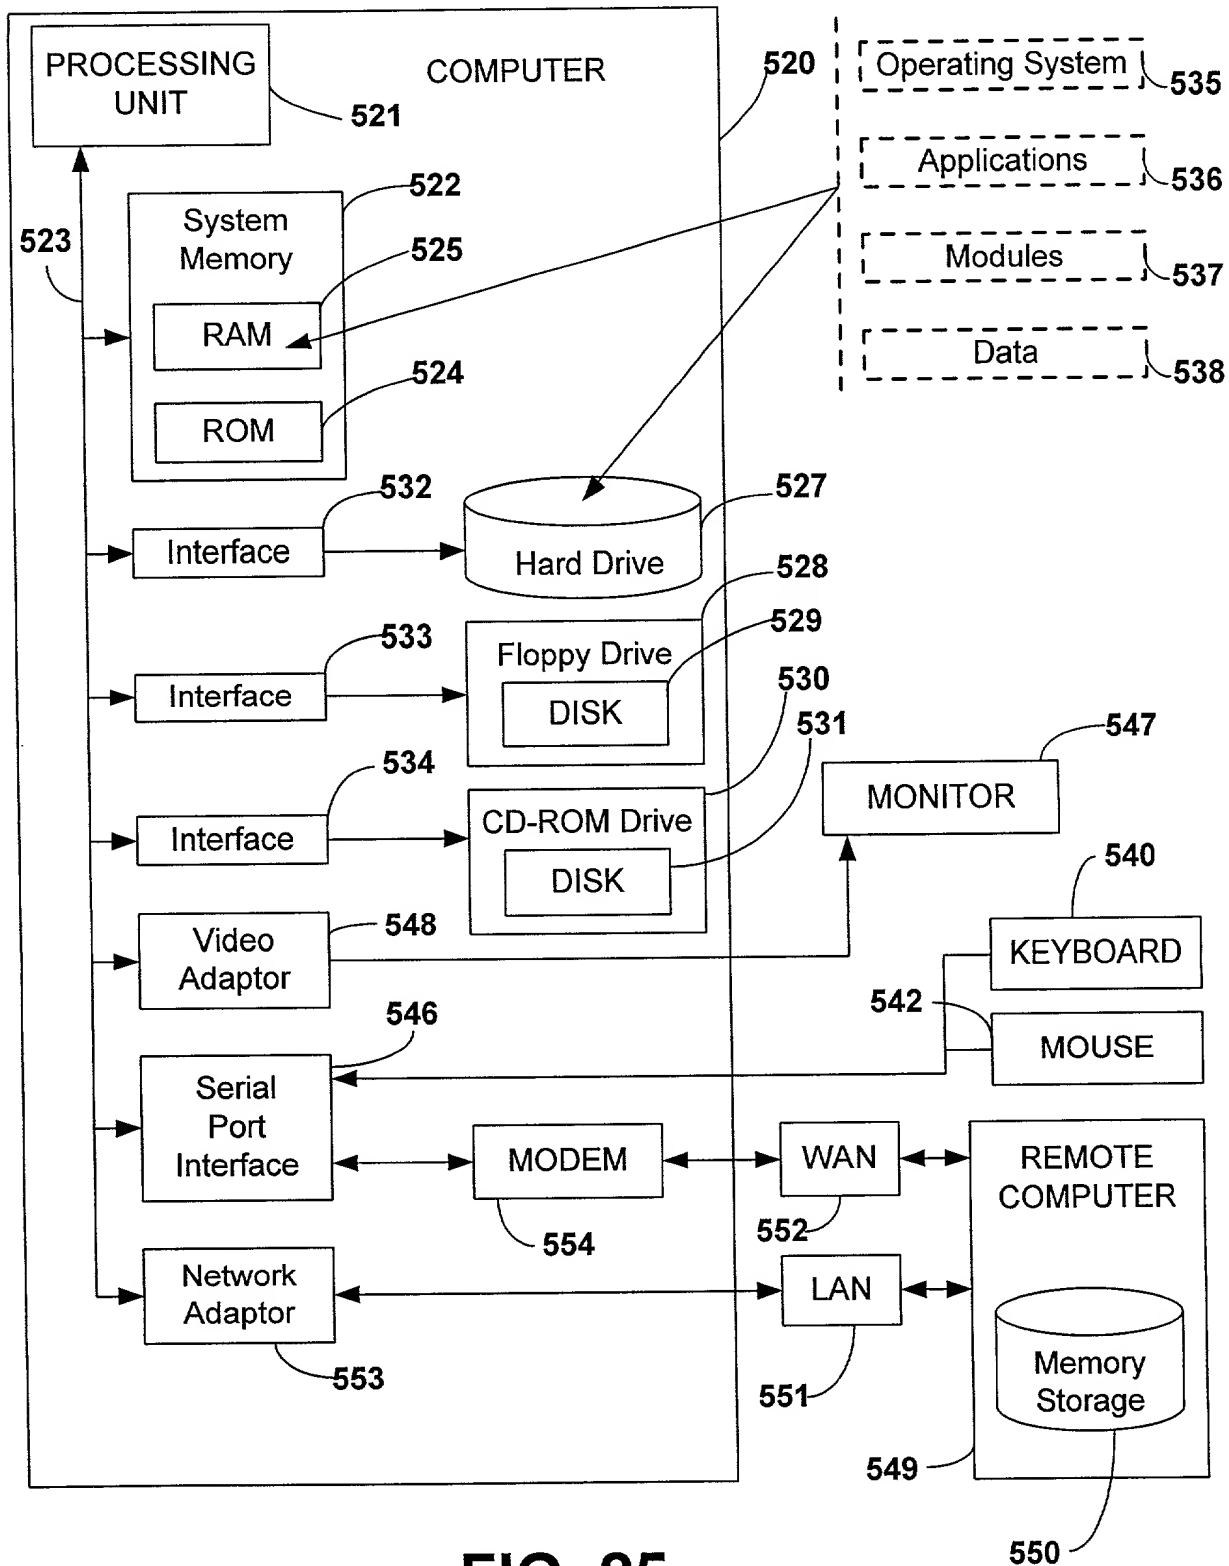 PROCESSING
UNIT
521
COMPUTER
520
Operating System
535
Applications
536
Modules
537
Data
538
523
522
System
Memory
525
RAM
524
ROM
532
Interface
527
Hard Drive
528
533
Interface
529
Floppy Drive
DISK
530
531
534
Interface
CD-ROM Drive
DISK
547
MONITOR
548
Video
Adaptor
540
KEYBOARD
542
MOUSE
546
Serial
Port
Interface
MODEM
554
WAN
552
REMOTE
COMPUTER
Network
Adaptor
553
LAN
551
Memory
Storage
549
550